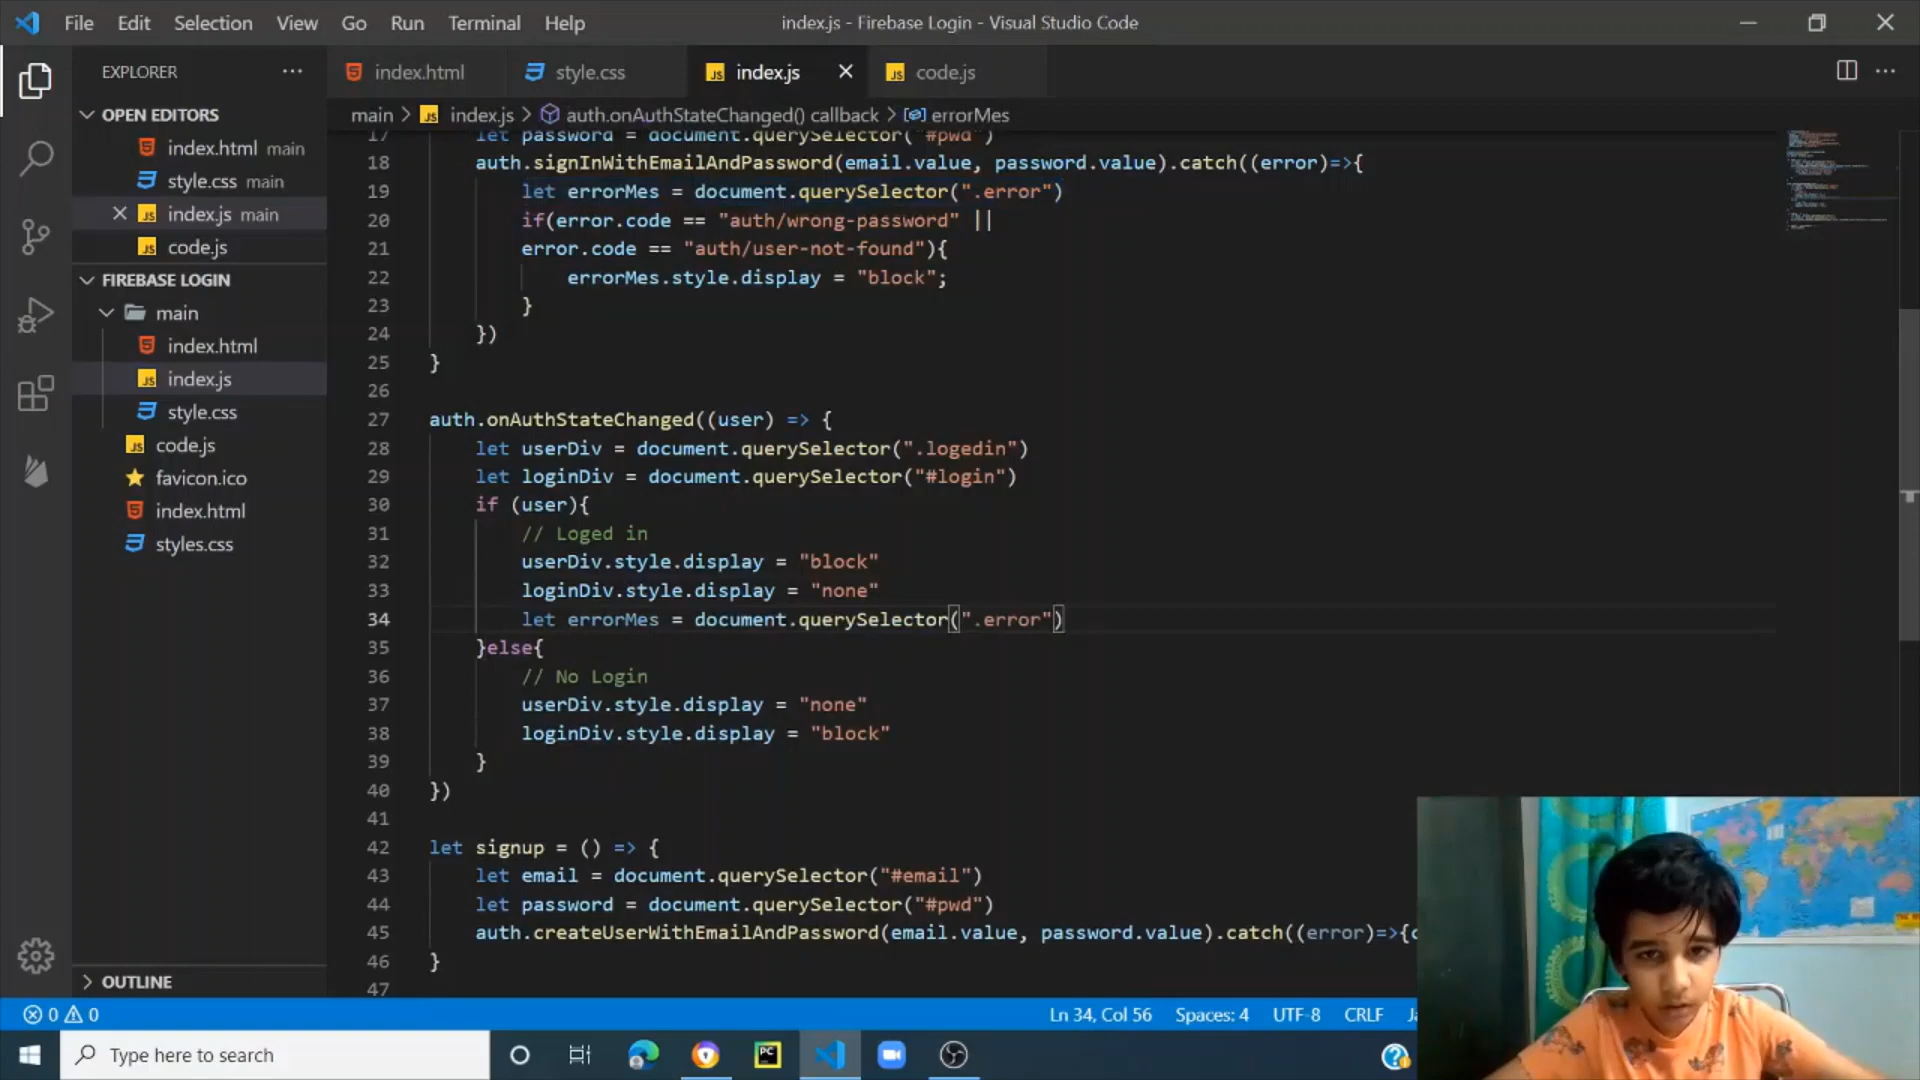 File Edit Selection View Go Run Terminal Help
index.js - Firebase Login - Visual Studio Code
EXPLORER
index.html
style.css
JS index.js
JS code.js
OPEN EDITORS
index.html main
style.css main
JS index.js main
JS code.js
FIREBASE LOGIN
main
index.html
JS index.js
style.css
JS code.js
favicon.ico
index.html
styles.css
OUTLINE
main > JS index.js > auth.onAuthStateChanged() callback > errorMes
17 let password = document.querySelector("#pwd")
18 auth.signInWithEmailAndPassword(email.value, password.value).catch((error)=>{
19 let errorMes = document.querySelector(".error")
20 if(error.code == "auth/wrong-password" ||
21 error.code == "auth/user-not-found"){
22 errorMes.style.display = "block";
23 }
24 })
25 }
26
27 auth.onAuthStateChanged((user) => {
28 let userDiv = document.querySelector(".logedin")
29 let loginDiv = document.querySelector("#login")
30 if (user){
31 // Loged in
32 userDiv.style.display = "block"
33 loginDiv.style.display = "none"
34 let errorMes = document.querySelector(".error")
35 }else{
36 // No Login
37 userDiv.style.display = "none"
38 loginDiv.style.display = "block"
39 }
40 })
41
42 let signup = () => {
43 let email = document.querySelector("#email")
44 let password = document.querySelector("#pwd")
45 auth.createUserWithEmailAndPassword(email.value, password.value).catch((error)=>{
46 }
47
0 0
Ln 34, Col 56 Spaces: 4 UTF-8 CRLF
Type here to search
PC